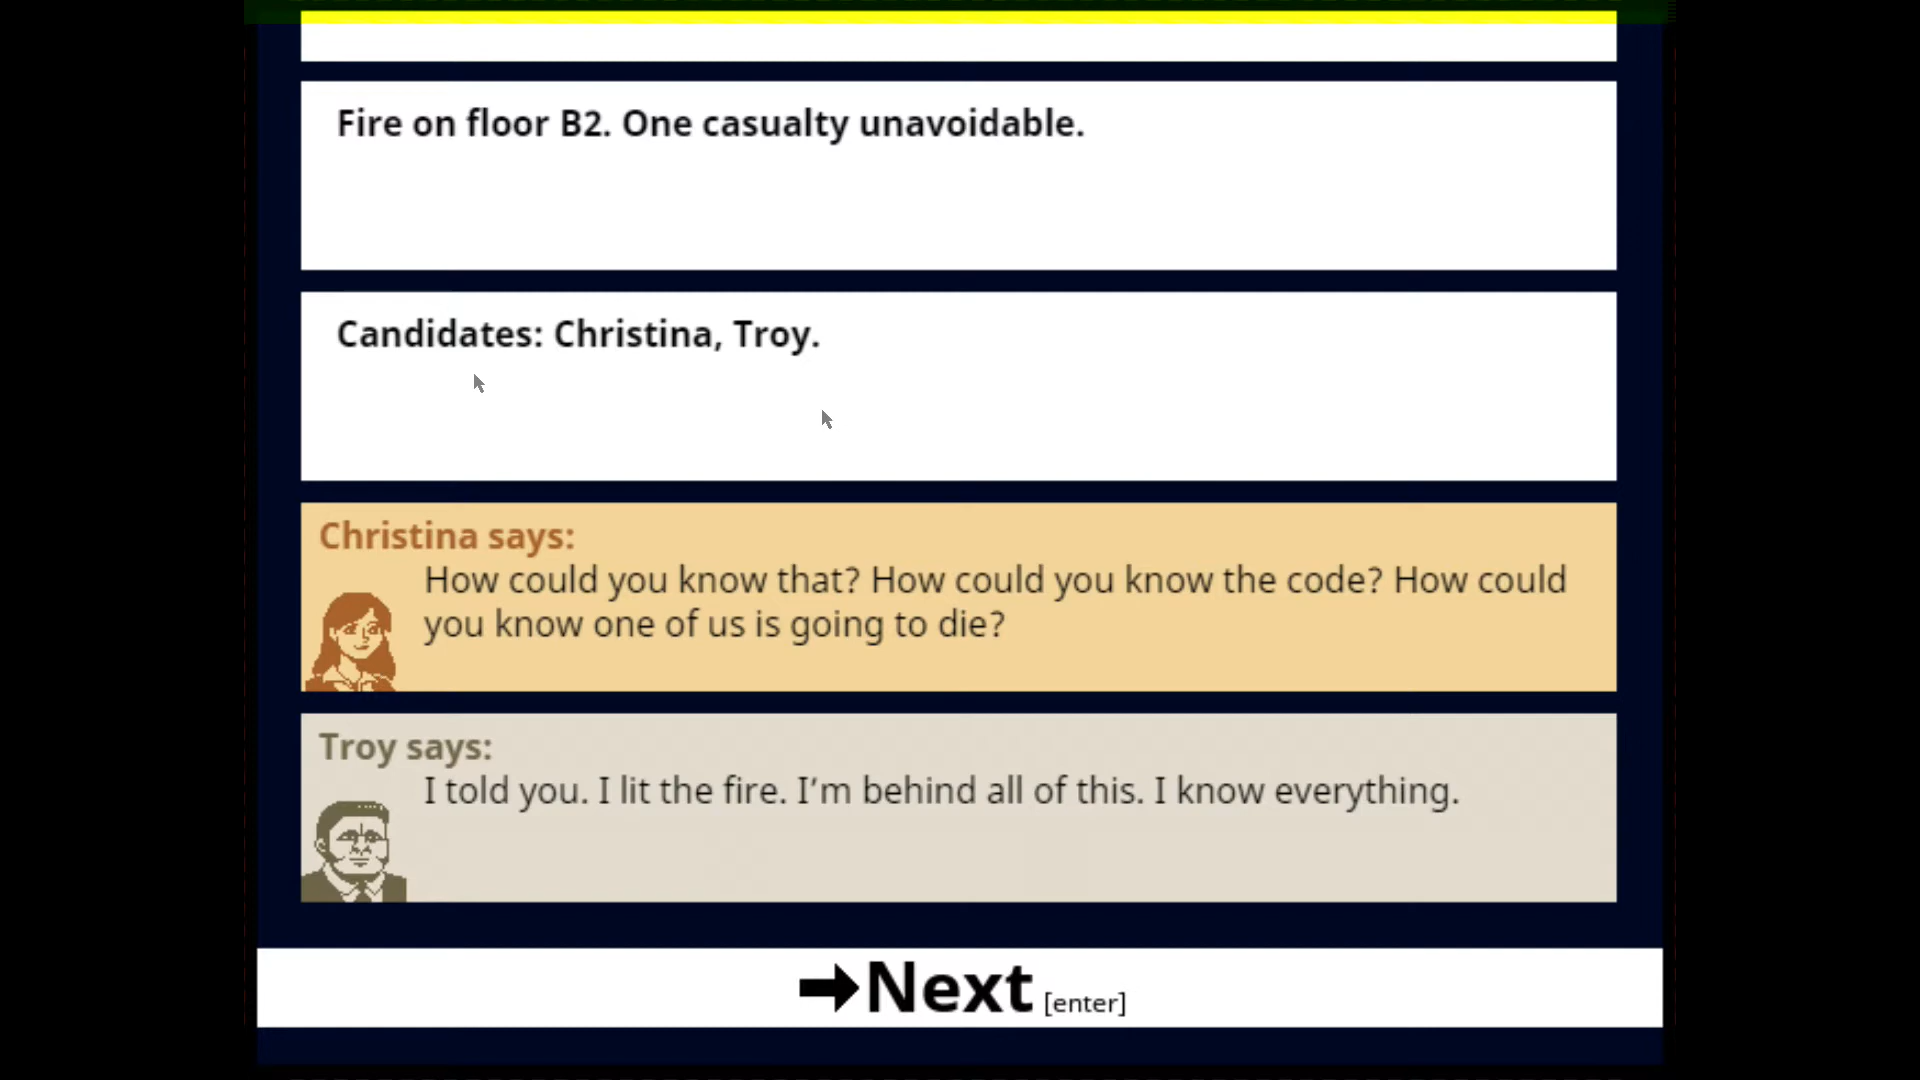 Fire on floor B2. One casualty unavoidable.
Candidates: Christina, Troy.
Christina says:
How could you know that? How could you know the code? How could
you know one of us is going to die?
Troy says:
I told you. I lit the fire. I’m behind all of this. I know everything.
➡Next [enter]